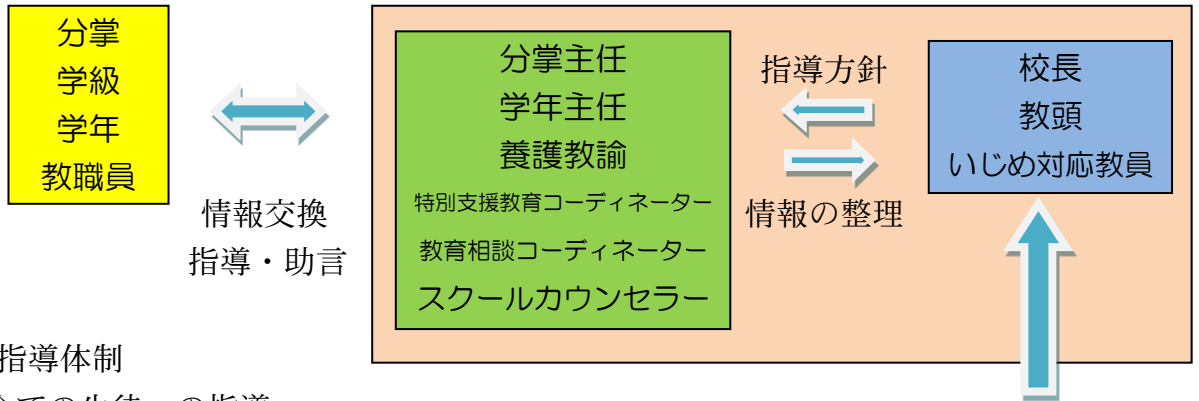 分掌
学級
学年
教職員
情報交換
指導・助言
分掌主任
学年主任
養護教諭
特別支援教育コーディネーター
教育相談コーディネーター
スクールカウンセラー
指導方針
情報の整理
校長
教頭
いじめ対応教員
指導体制